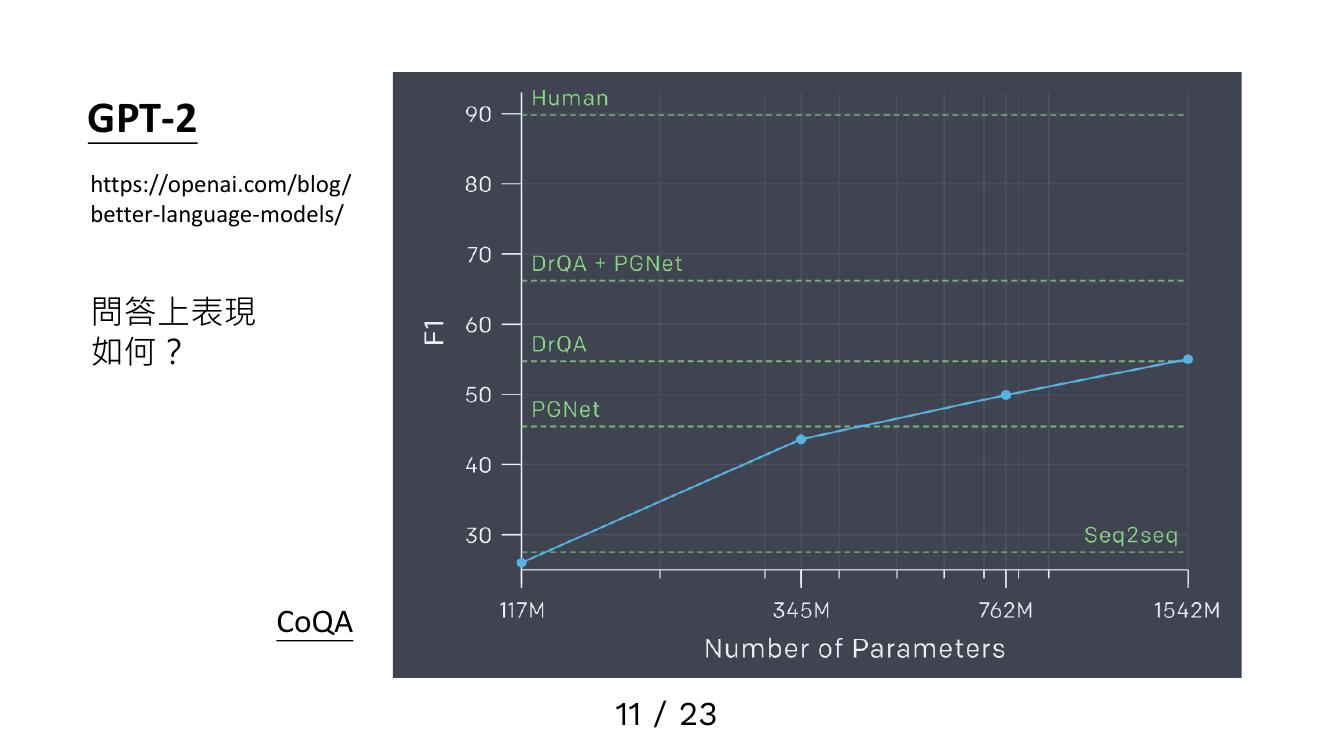 GPT-2
https://openai.com/blog/
better-language-models/
問答上表現
如何？
CoQA
Human
90
80
70
DrQA + PGNet
60
F1
DrQA
50
PGNet
40
30
Seq2seq
117M
345M
762M
1542M
Number of Parameters
11 / 23